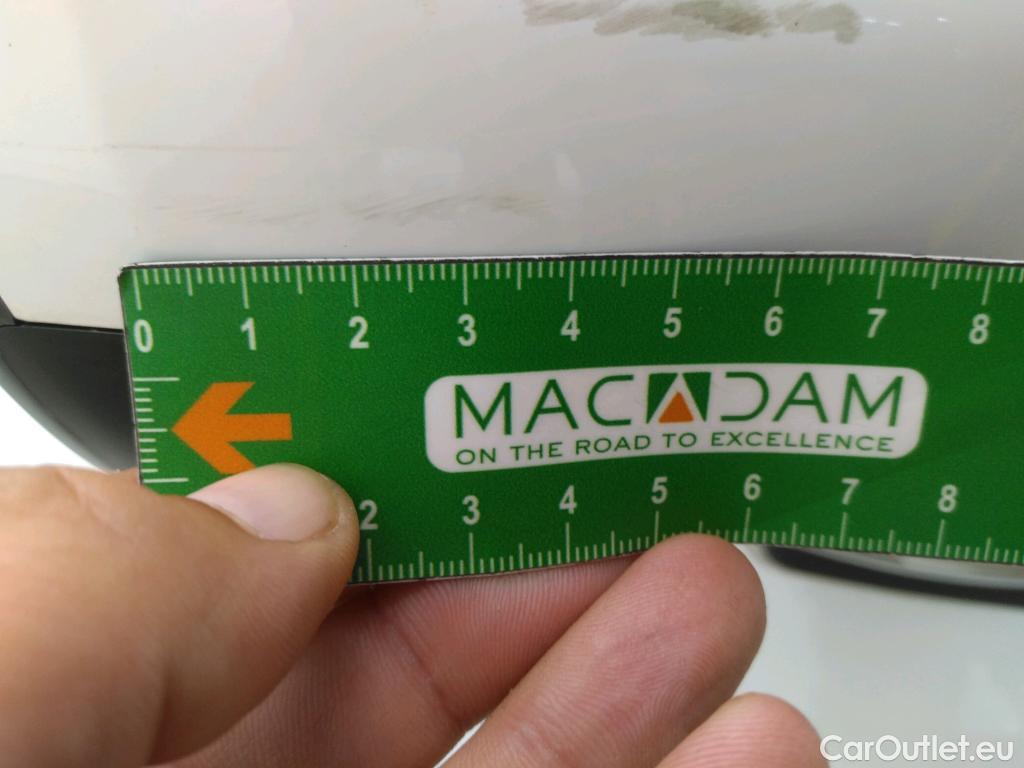 0 1 2 3 4 5 6 7 8
MACADAM
ON THE ROAD TO EXCELLENCE
2 3 4 5 6 7 8
CarOutlet.eu